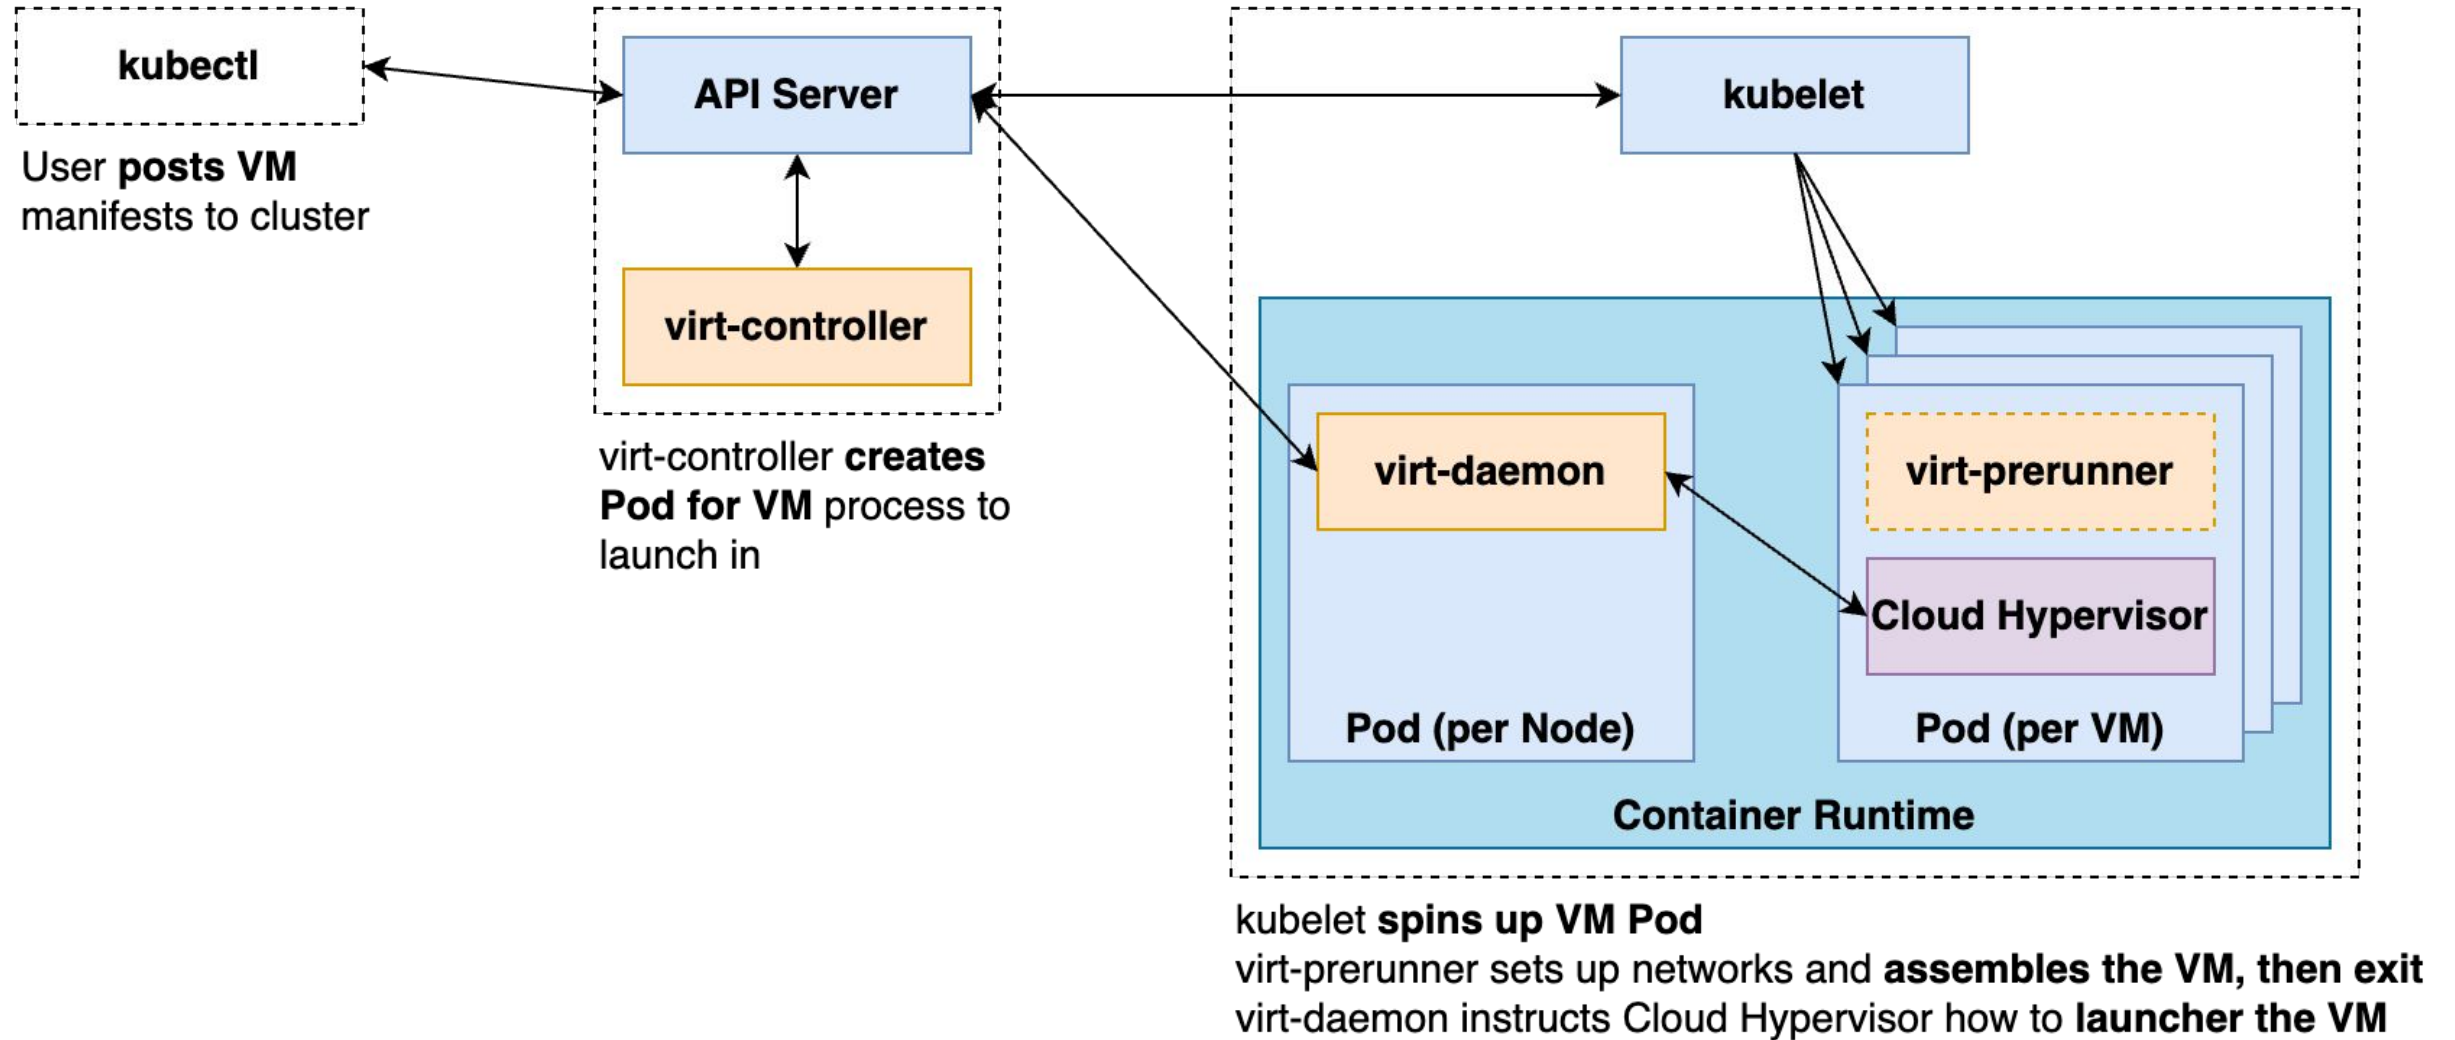 kubectl
User posts VM
manifests to cluster
API Server
virt-controller
virt-controller creates
Pod for VM process to
launch in
kubelet
virt-daemon
Pod (per Node)
virt-prerunner
Cloud Hypervisor
Pod (per VM)
Container Runtime
kubelet spins up VM Pod
virt-prerunner sets up networks and assembles the VM, then exit
virt-daemon instructs Cloud Hypervisor how to launcher the VM